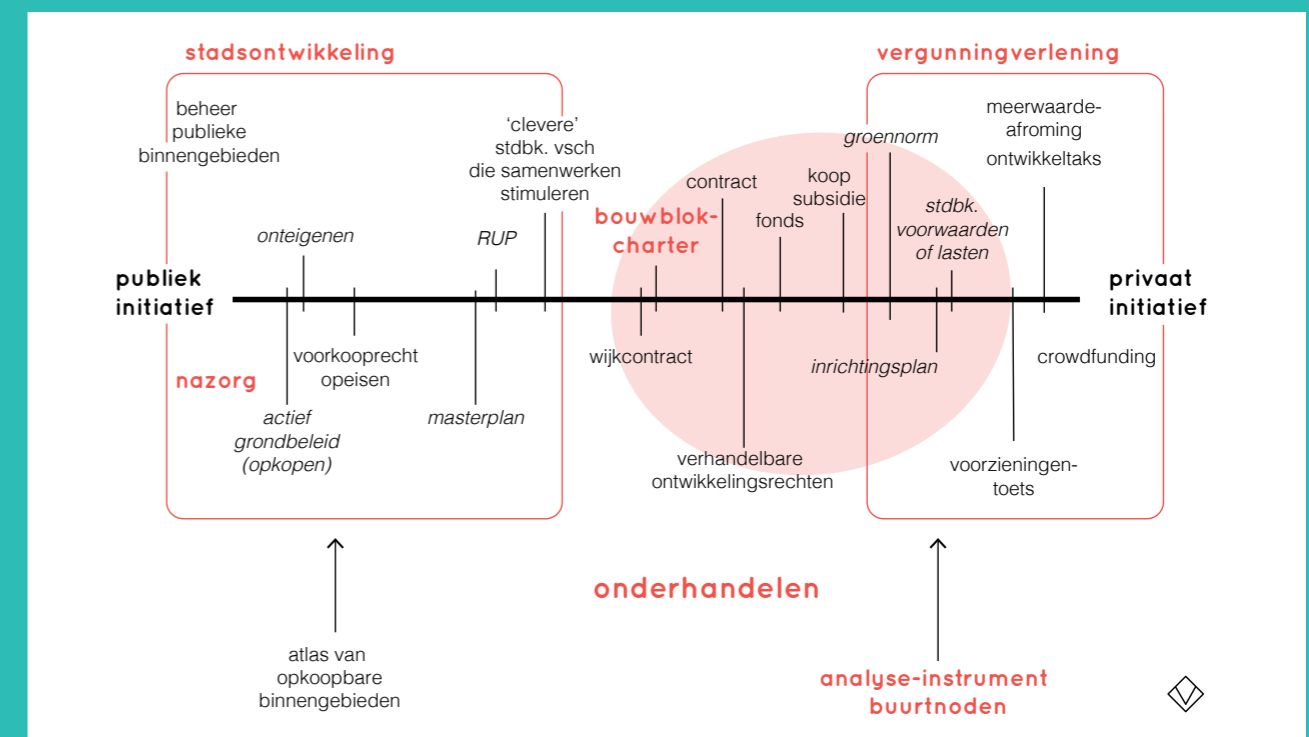 stadsontwikkeling
vergunningverlening
beheer
publieke
binnengebieden
'clevere'
stdbk. vsch
die samenwerken
stimuleren
meerwaarde-
afroming
ontwikkeltaks
groennorm
contract
koop
subsidie
fonds
bouwblok-
charter
stdbk.
voorwaarden
of lasten
onteigenen
RUP
publiek
initiatief
privaat
initiatief
nazorg
voorkooprecht
opeisen
wijkcontract
inrichtingsplan
crowdfunding
actief
grondbeleid
(opkopen)
masterplan
verhandelbare
ontwikkelingsrechten
voorzieningen-
toets
onderhandelen
atlas van
opkoopbare
binnengebieden
analyse-instrument
buurtnoden